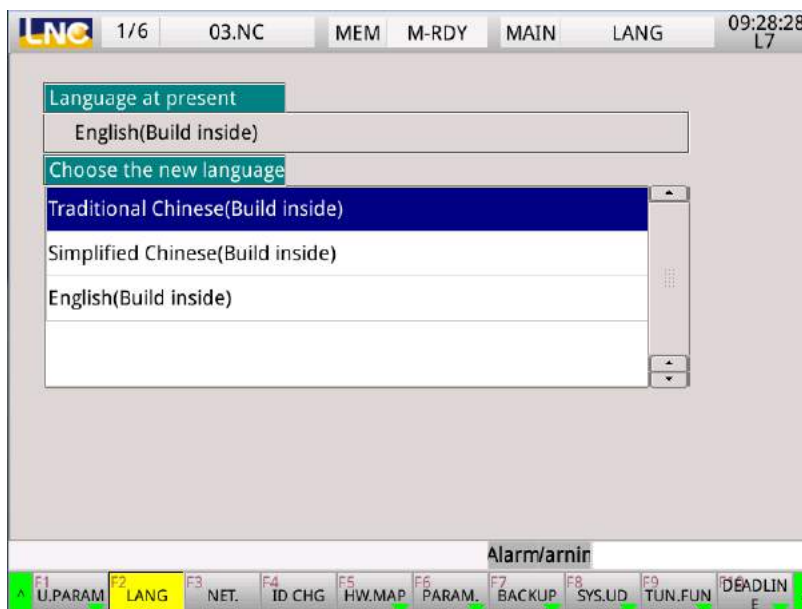 LNC 1/6 03.NC MEM M-RDY MAIN LANG 09:28:28
L7
Language at present
English(Build inside)
Choose the new language
Traditional Chinese(Build inside)
Simplified Chinese(Build inside)
English(Build inside)
Alarm/arnin
F1 F2 F3 F4 F5 F6 F7 F8 F9
^ U.PARAM LANG NET. ID CHG HW.MAP PARAM. BACKUP SYS.UD TUN.FUN DEADLIN
E